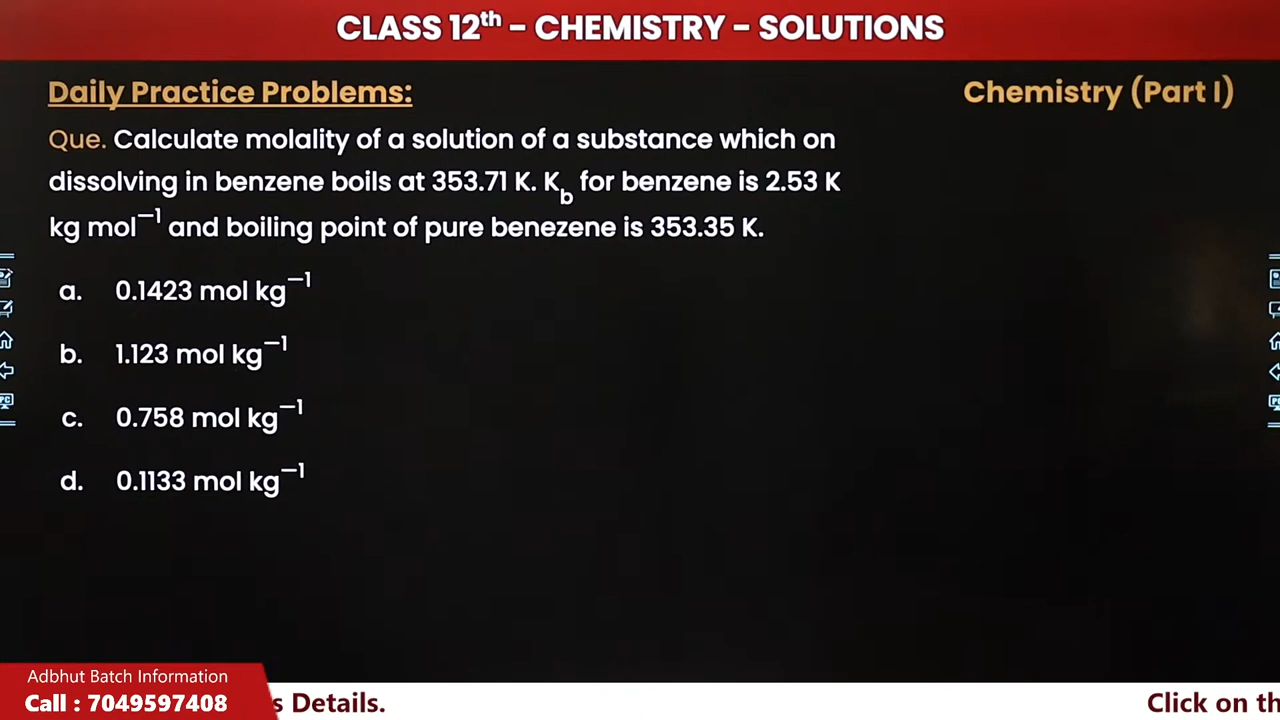 CLASS 12th – CHEMISTRY – SOLUTIONS
Daily Practice Problems:
Chemistry (Part I)
Que. Calculate molality of a solution of a substance which on
dissolving in benzene boils at 353.71 K. Kb for benzene is 2.53 K
kg mol⁻¹ and boiling point of pure benezene is 353.35 K.
a. 0.1423 mol kg⁻¹
b. 1.123 mol kg⁻¹
c. 0.758 mol kg⁻¹
d. 0.1133 mol kg⁻¹
PC
PC
Adbhut Batch Information
Call : 7049597408
s Details.
Click on th